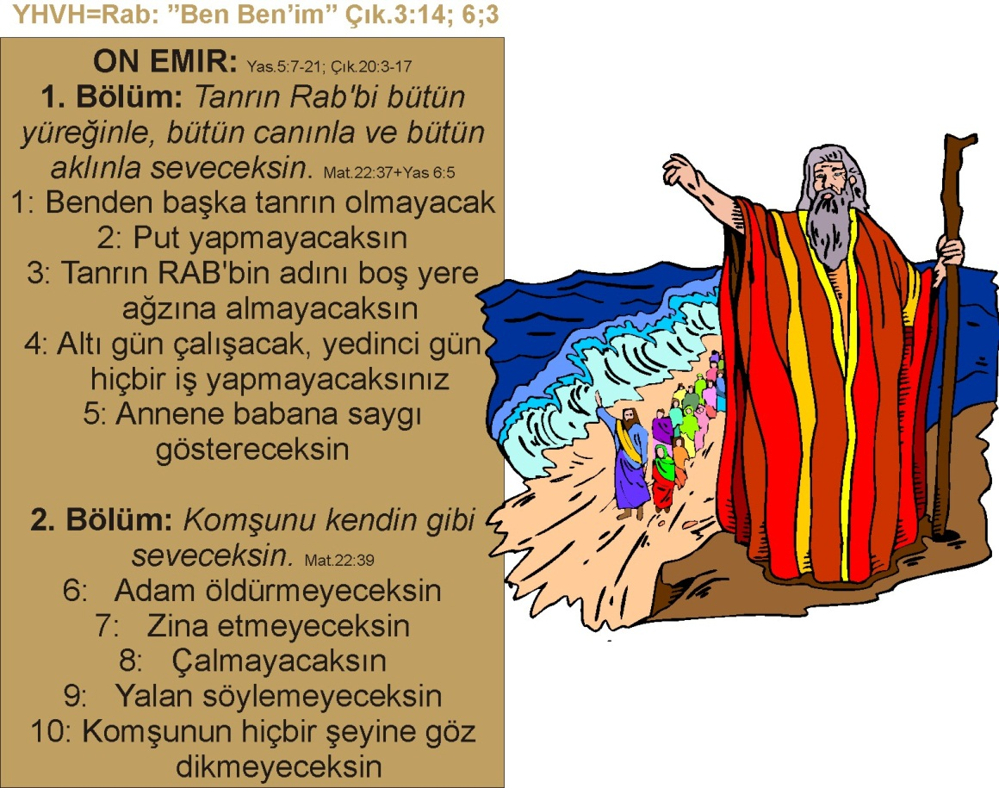 YHVH=Rab: ”Ben Ben’im” Çık.3:14; 6;3
ON EMIR: Yas.5:7-21; Çık.20:3-17
1. Bölüm: Tanrın Rab'bi bütün
yüreğinle, bütün canınla ve bütün
aklınla seveceksin. Mat.22:37+Yas 6:5
1: Benden başka tanrın olmayacak
2: Put yapmayacaksın
3: Tanrın RAB'bin adını boş yere
ağzına almayacaksın
4: Altı gün çalışacak, yedinci gün
hiçbir iş yapmayacaksınız
5: Annene babana saygı
göstereceksin
2. Bölüm: Komşunu kendin gibi
seveceksin. Mat.22:39
6: Adam öldürmeyeceksin
7: Zina etmeyeceksin
8: Çalmayacaksın
9: Yalan söylemeyeceksin
10: Komşunun hiçbir şeyine göz
dikmeyeceksin